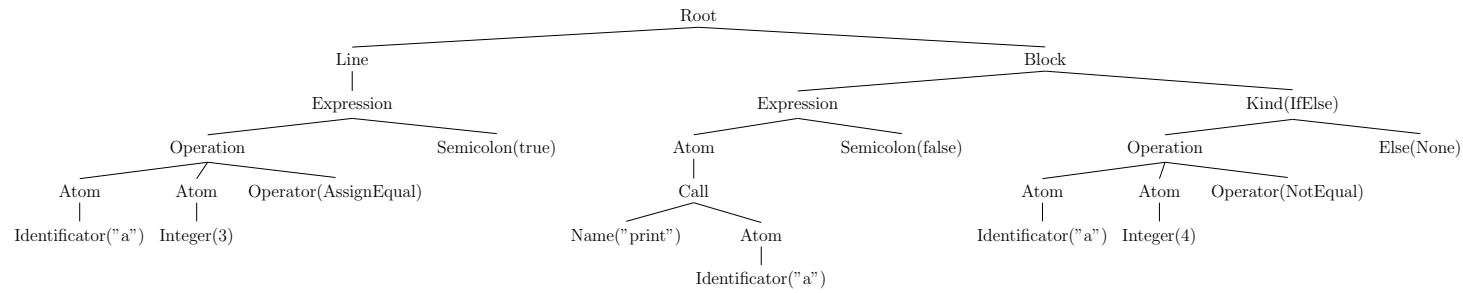 Root
Line Block
Expression Expression Kind(IfElse)
Operation Semicolon(true) Atom Semicolon(false) Operation Else(None)
Atom Atom Operator(AssignEqual) Call Atom Atom Operator(NotEqual)
Identificator("a") Integer(3) Name("print") Atom Identificator("a") Integer(4)
Identificator("a")